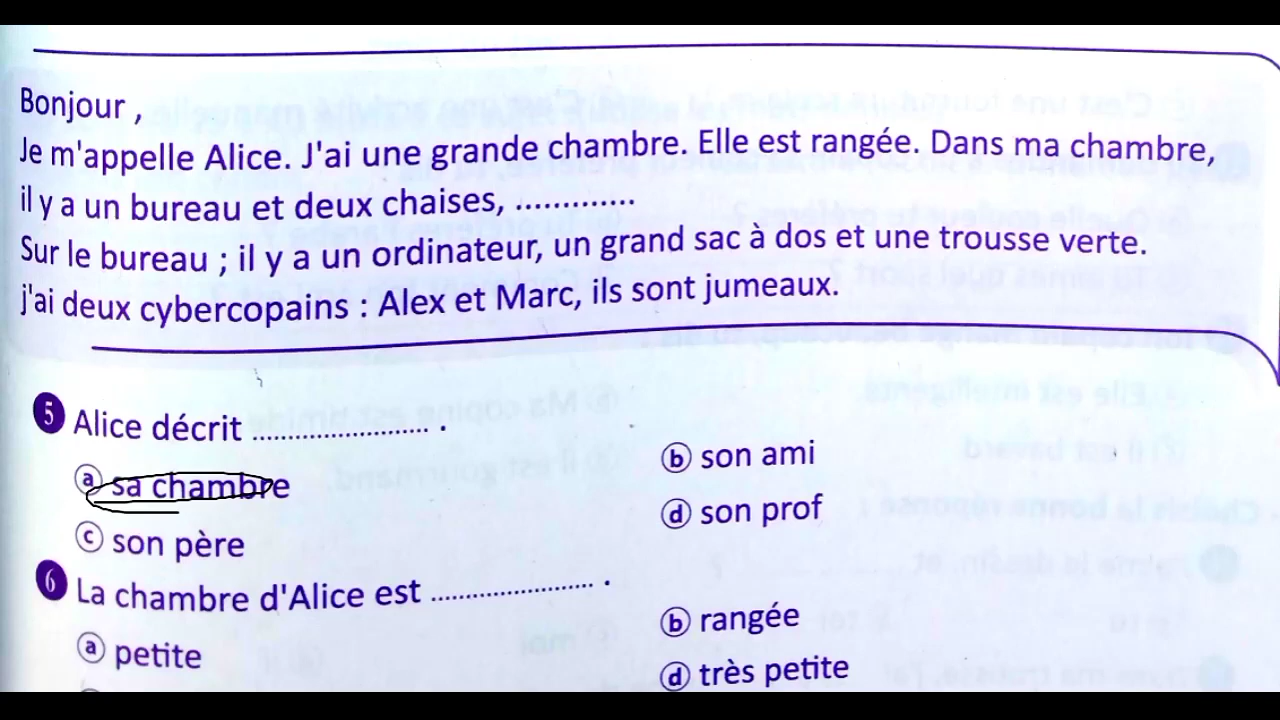 Bonjour ,
Je m'appelle Alice. J'ai une grande chambre. Elle est rangée. Dans ma chambre,
il y a un bureau et deux chaises, .............
Sur le bureau ; il y a un ordinateur, un grand sac à dos et une trousse verte.
j'ai deux cybercopains : Alex et Marc, ils sont jumeaux.
5 Alice décrit ........................ .
a sa chambre
b son ami
c son père
d son prof
6 La chambre d'Alice est ........................ .
a petite
b rangée
d très petite